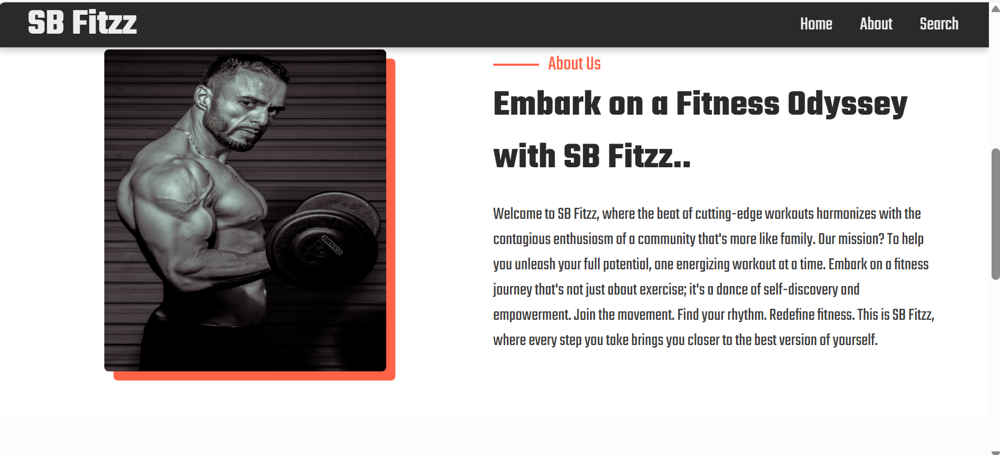 SB Fitzz
Home About Search
About Us
Embark on a Fitness Odyssey
with SB Fitzz..
Welcome to SB Fitzz, where the beat of cutting-edge workouts harmonizes with the
contagious enthusiasm of a community that's more like family. Our mission? To help
you unleash your full potential, one energizing workout at a time. Embark on a fitness
journey that's not just about exercise; it's a dance of self-discovery and
empowerment. Join the movement. Find your rhythm. Redefine fitness. This is SB Fitzz,
where every step you take brings you closer to the best version of yourself.